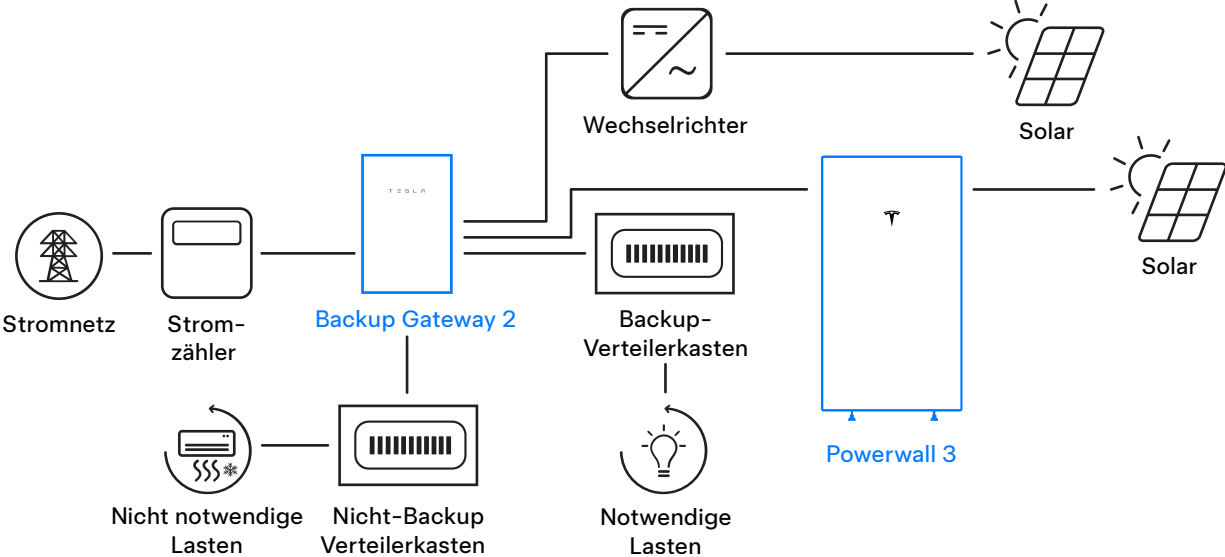 Wechselrichter
Solar
TESLA
Solar
Stromnetz
Strom-
zähler
Backup Gateway 2
Backup-
Verteilerkasten
Powerwall 3
Nicht notwendige
Lasten
Nicht-Backup
Verteilerkasten
Notwendige
Lasten